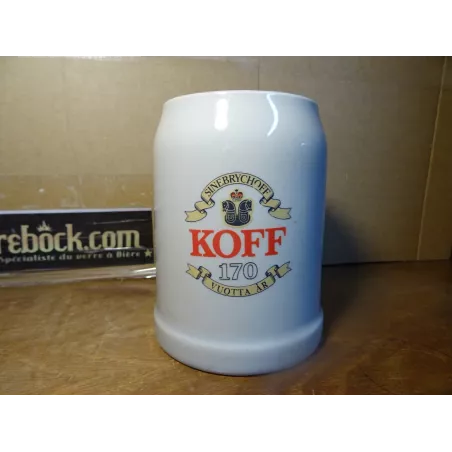 SINEBRYCHOFF
KOFF
170
VUOTTA ÅR
rebock.com
Spécialiste du verre à Bière